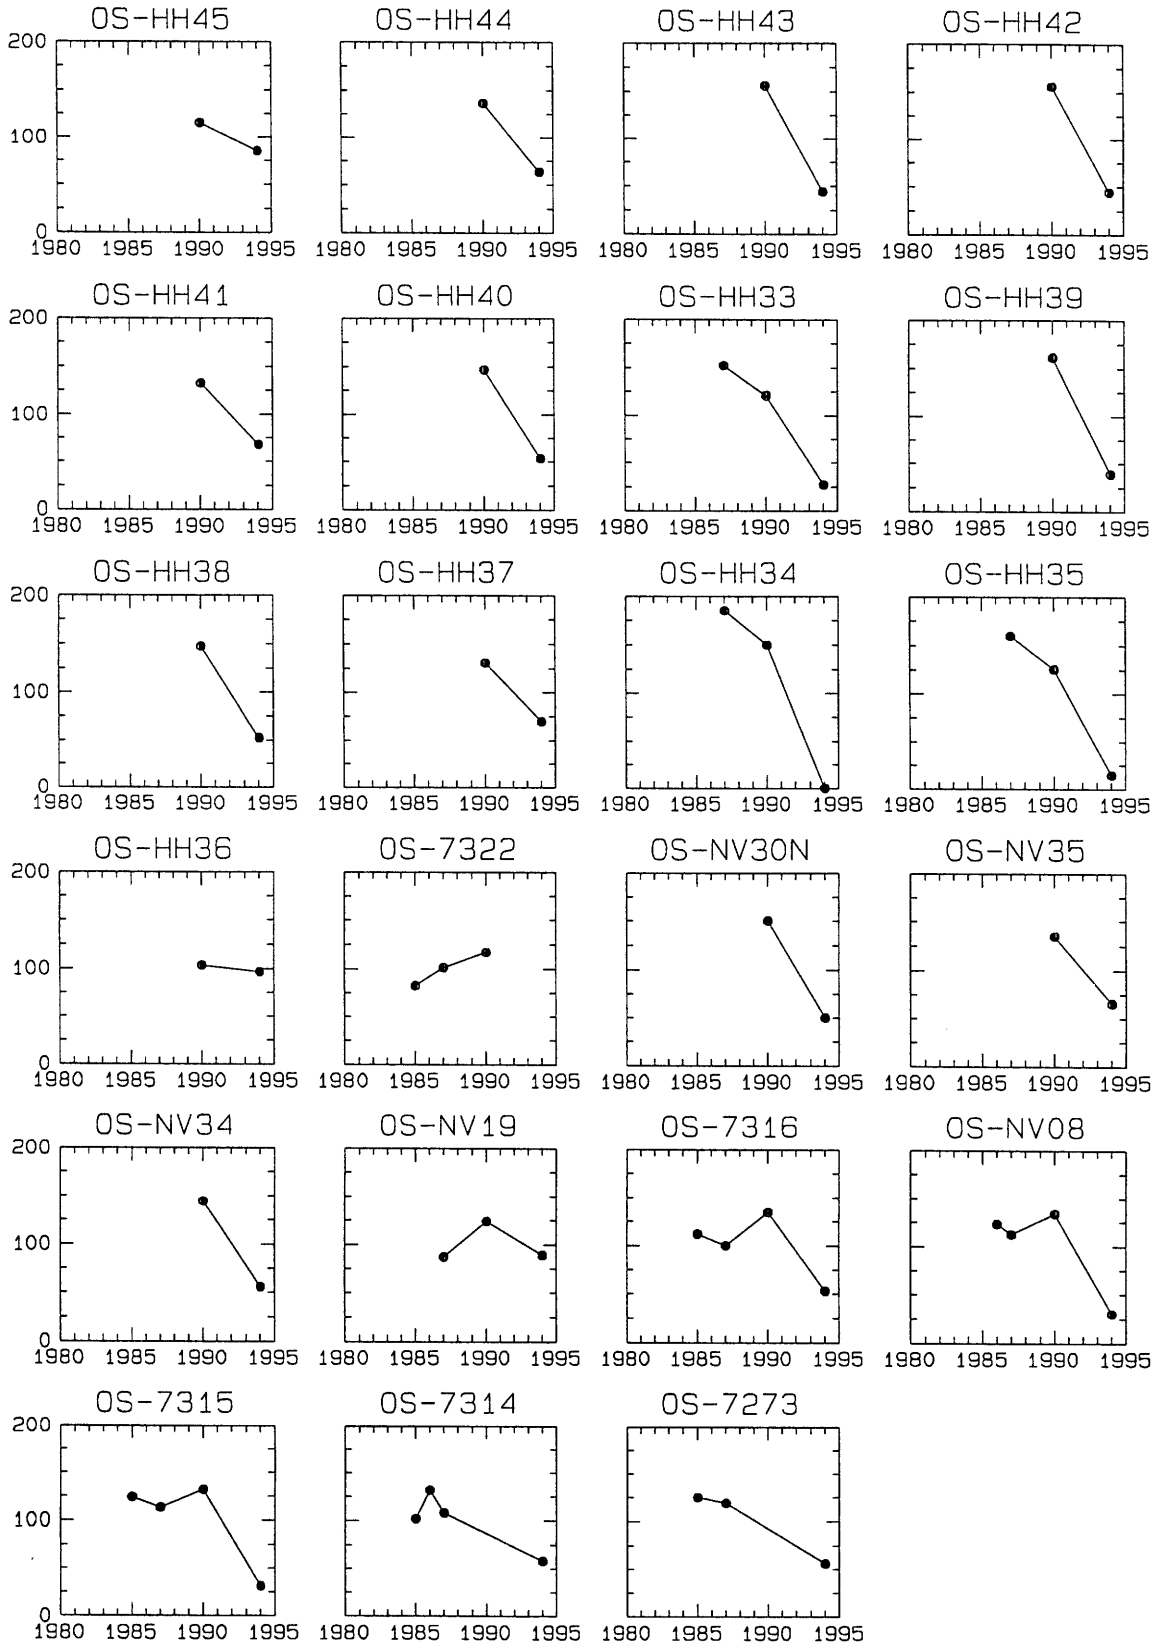 OS-HH45 OS-HH44 OS-HH43 OS-HH42
200
100
0
1980 1985 1990 1995 1980 1985 1990 1995 1980 1985 1990 1995 1980 1985 1990 1995
OS-HH41 OS-HH40 OS-HH33 OS-HH39
200
100
0
1980 1985 1990 1995 1980 1985 1990 1995 1980 1985 1990 1995 1980 1985 1990 1995
OS-HH38 OS-HH37 OS-HH34 OS-HH35
200
100
0
1980 1985 1990 1995 1980 1985 1990 1995 1980 1985 1990 1995 1980 1985 1990 1995
OS-HH36 OS-7322 OS-NV30N OS-NV35
200
100
0
1980 1985 1990 1995 1980 1985 1990 1995 1980 1985 1990 1995 1980 1985 1990 1995
OS-NV34 OS-NV19 OS-7316 OS-NV08
200
100
0
1980 1985 1990 1995 1980 1985 1990 1995 1980 1985 1990 1995 1980 1985 1990 1995
OS-7315 OS-7314 OS-7273
200
100
0
1980 1985 1990 1995 1980 1985 1990 1995 1980 1985 1990 1995